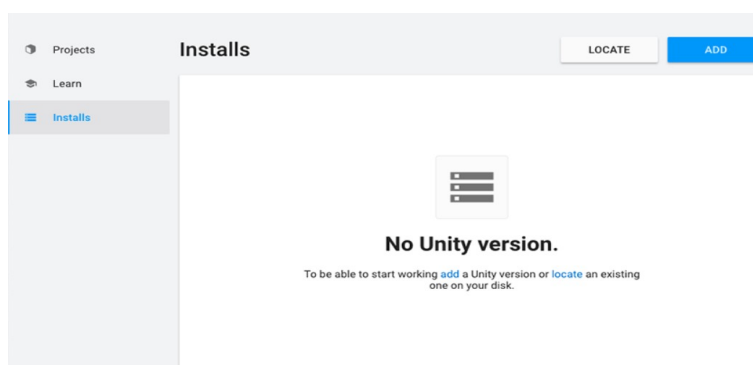 Projects
Learn
Installs
Installs
LOCATE
ADD
No Unity version.
To be able to start working add a Unity version or locate an existing
one on your disk.